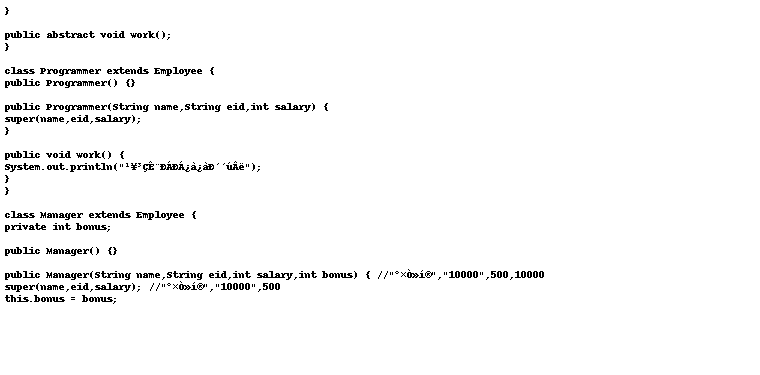 }
public abstract void work();
}
class Programmer extends Employee {
public Programmer() {}
public Programmer(String name,String eid,int salary) {
super(name,eid,salary);
}
public void work() {
System.out.println("¹¥³ÇÊ¨ÐÁÐÁ¿à¿àÐ´´úÂë");
}
}
class Manager extends Employee {
private int bonus;
public Manager() {}
public Manager(String name,String eid,int salary,int bonus) { //"°×Ò»í®","10000",500,10000
super(name,eid,salary); //"°×Ò»í®","10000",500
this.bonus = bonus;